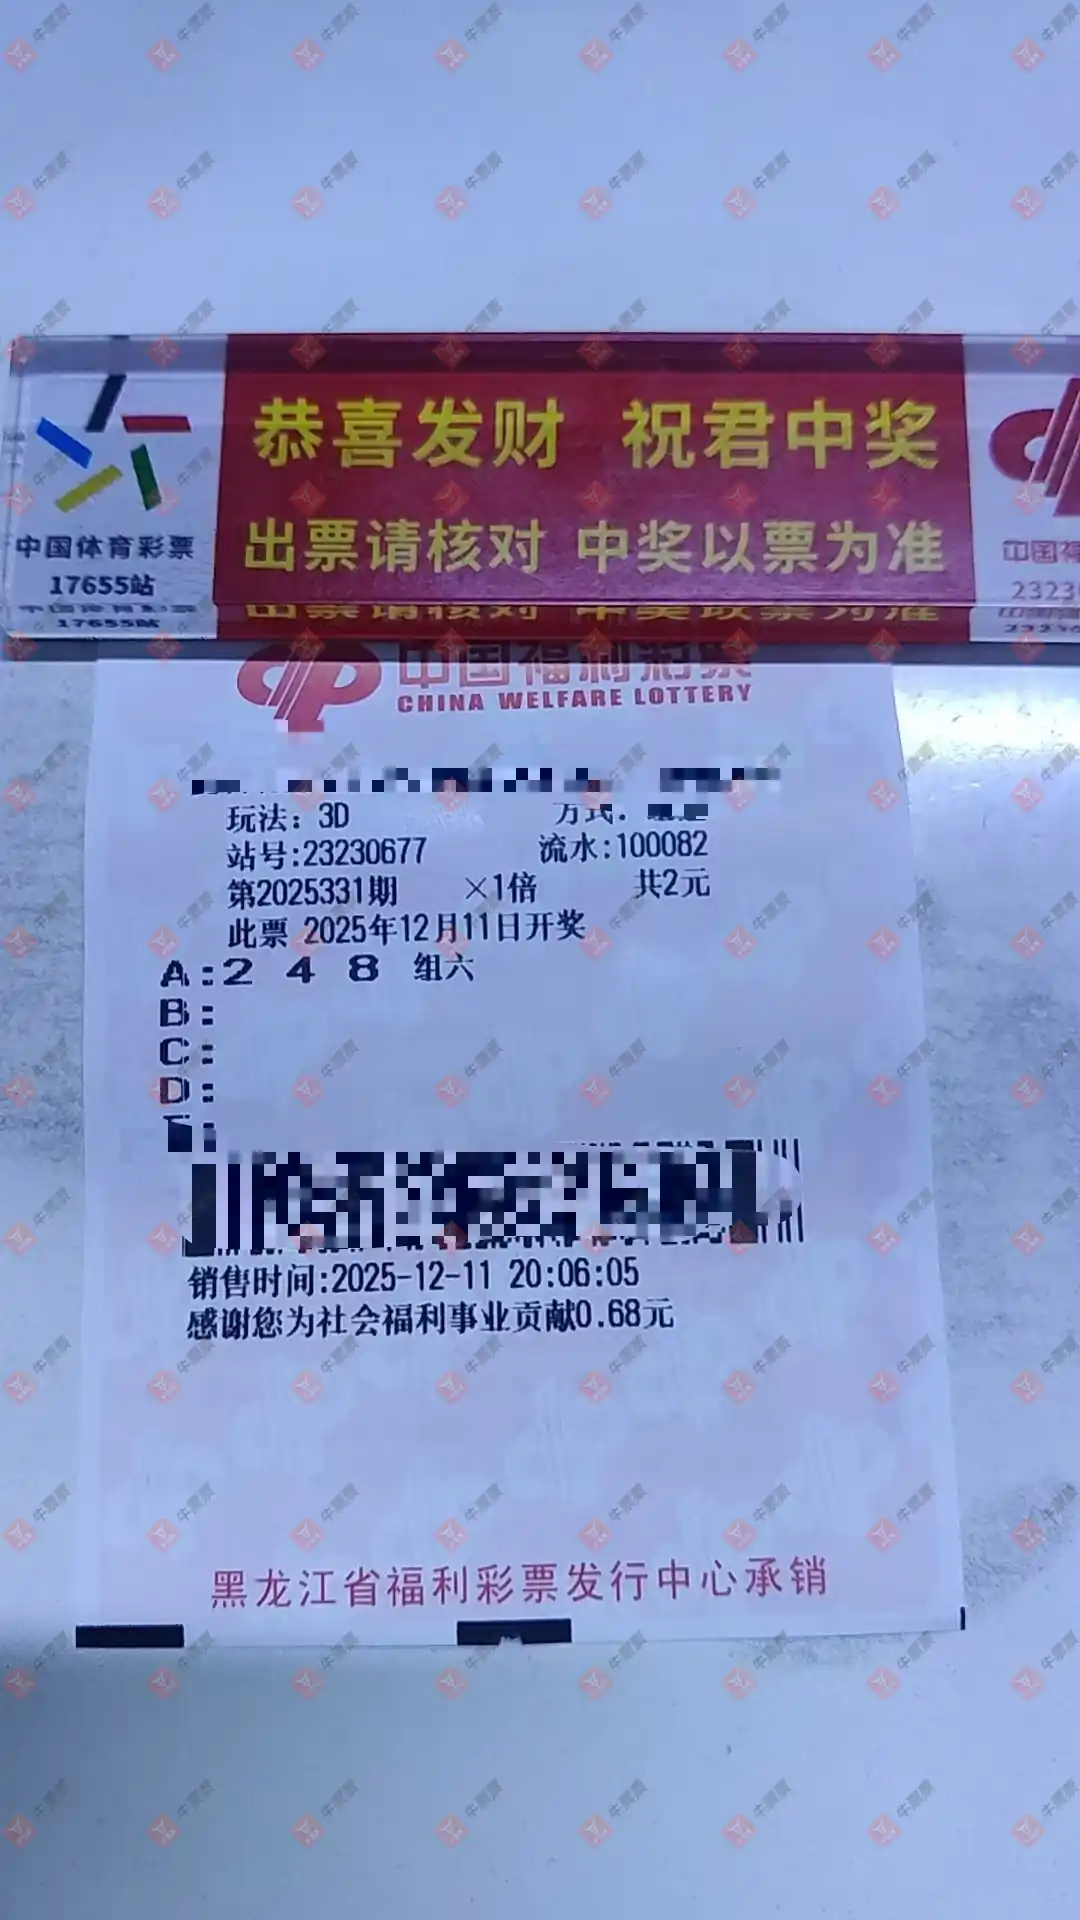 恭喜发财 祝君中奖
出票请核对 中奖以票为准
中国体育彩票
17655站
中国福利彩票
CHINA WELFARE LOTTERY
玩法: 3D
方式:
站号:23230677 流水:100082
第2025331期 ×1倍 共2元
此票 2025年12月11日开奖
A:2 4 8 组六
B:
C:
D:
销售时间:2025-12-11 20:06:05
感谢您为社会福利事业贡献0.68元
黑龙江省福利彩票发行中心承销
牛票票